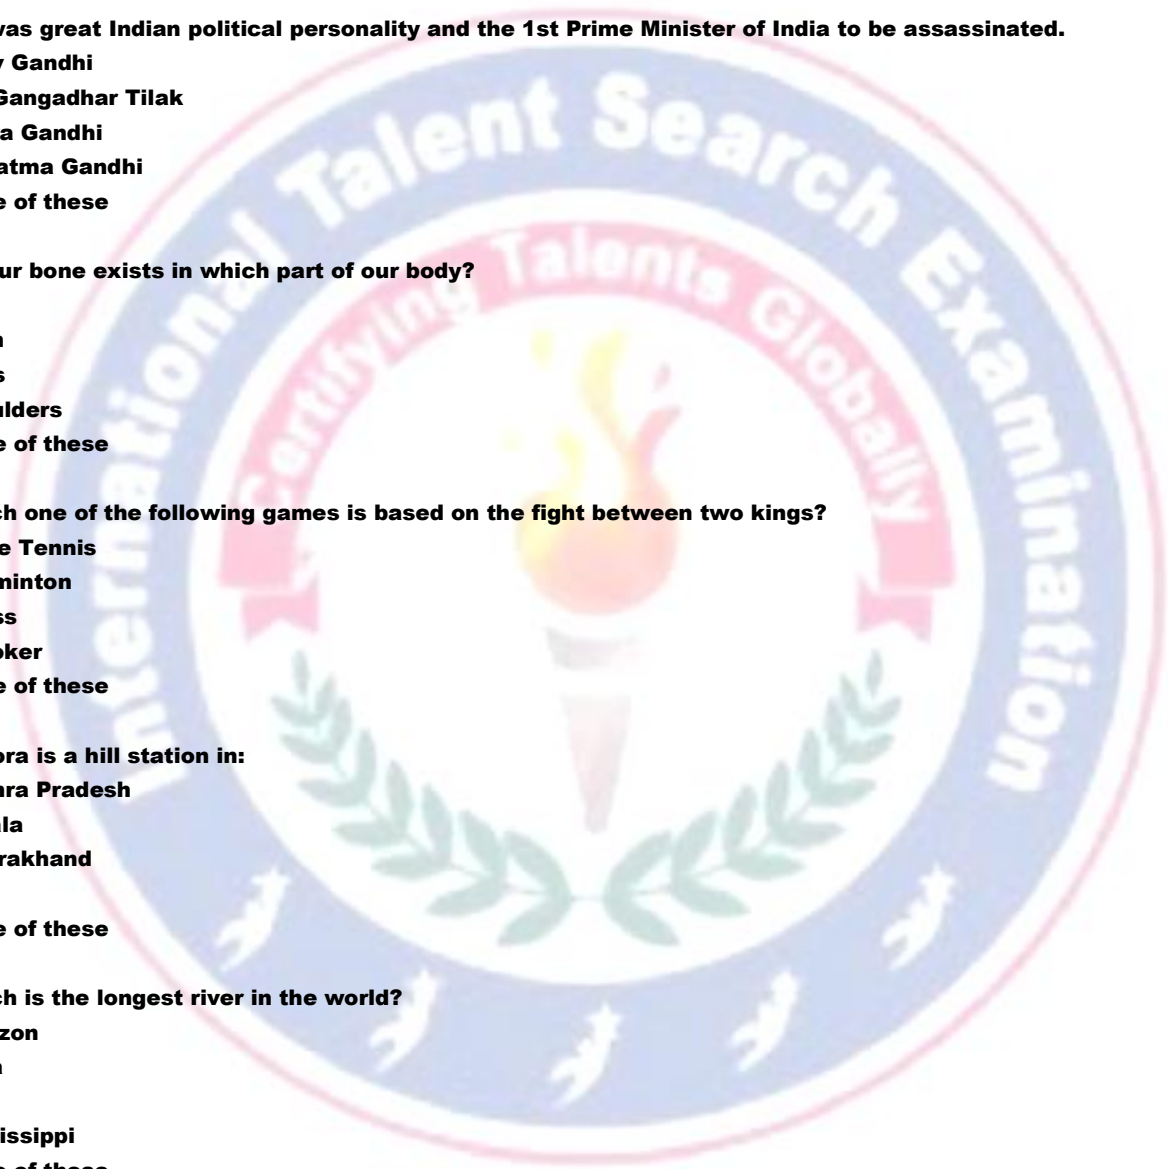 was great Indian political personality and the 1st Prime Minister of India to be assassinated.
Gandhi
Gangadhar Tilak
a Gandhi
atma Gandhi
e of these
ur bone exists in which part of our body?
n
s
ulders
e of these
ch one of the following games is based on the fight between two kings?
e Tennis
minton
ss
oker
e of these
ora is a hill station in:
hra Pradesh
ala
rakhand
e of these
ch is the longest river in the world?
zon
issippi
International Talent Search Examination
Certifying Talents Globally